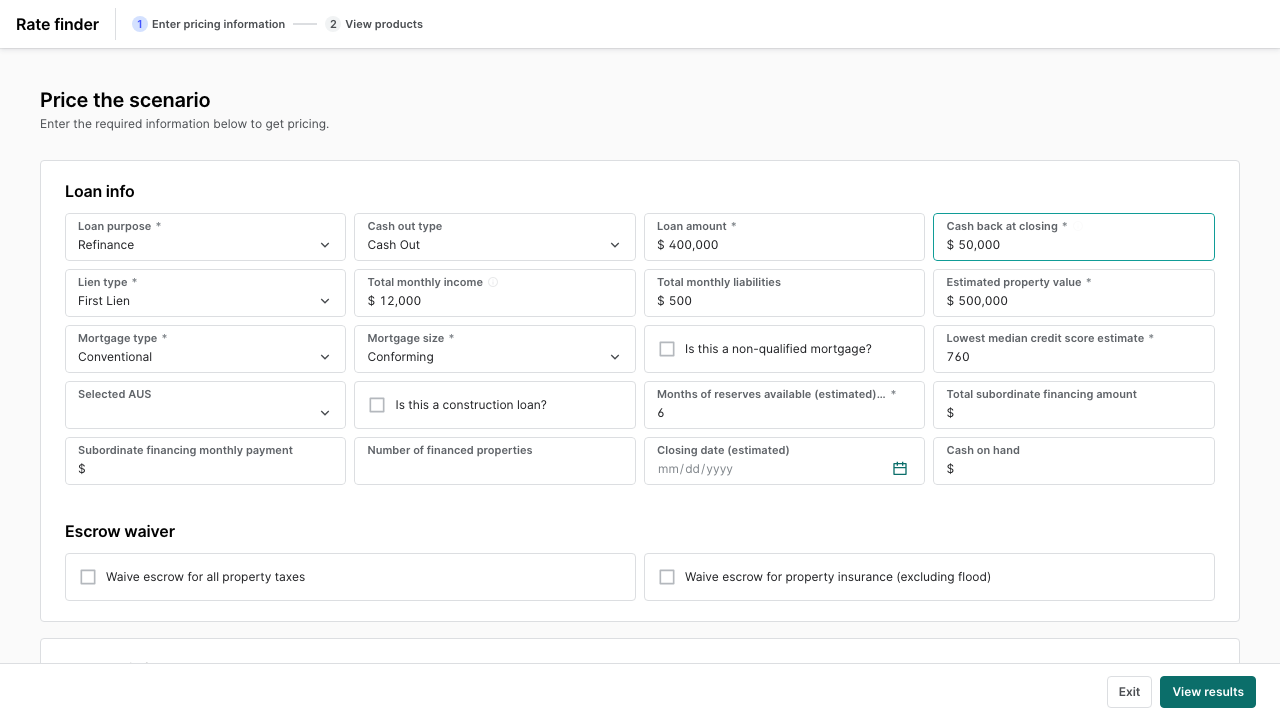 Rate finder
1 Enter pricing information
2 View products
Price the scenario
Enter the required information below to get pricing.
Loan info
Loan purpose *
Refinance
Cash out type
Cash Out
Loan amount *
$ 400,000
Cash back at closing *
$ 50,000
Lien type *
First Lien
Total monthly income
$ 12,000
Total monthly liabilities
$ 500
Estimated property value *
$ 500,000
Mortgage type *
Conventional
Mortgage size *
Conforming
Is this a non-qualified mortgage?
Lowest median credit score estimate *
760
Selected AUS
Is this a construction loan?
Months of reserves available (estimated)... *
6
Total subordinate financing amount
$
Subordinate financing monthly payment
$
Number of financed properties
Closing date (estimated)
mm/dd/yyyy
Cash on hand
$
Escrow waiver
Waive escrow for all property taxes
Waive escrow for property insurance (excluding flood)
Exit
View results